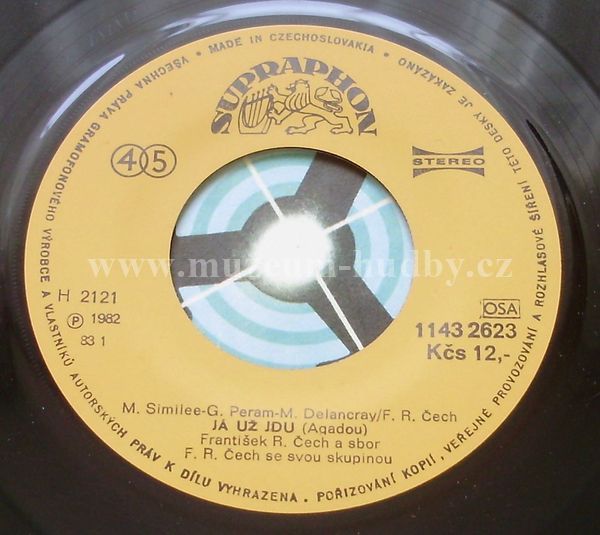 VŠECHNA PRÁVA GRAMOFONOVÉHO VÝROBCE A VLASTNÍKŮ AUTORSKÝCH PRÁV K DÍLU VYHRAZENA. POŘIZOVÁNÍ KOPIÍ, VEŘEJNÉ PROVOZOVÁNÍ A ROZHLASOVÉ ŠÍŘENÍ TÉTO DESKY JE ZAKÁZÁNO
• MADE IN CZECHOSLOVAKIA •
SUPRAPHON
45
STEREO
www.muzeum-hudby.cz
H 2121
℗ 1982
83 1
OSA
1143 2623
Kčs 12,-
M. Similee-G. Peram-M. Delancray/F. R. Čech
JÁ UŽ JDU (Agadou)
František R. Čech a sbor
F. R. Čech se svou skupinou